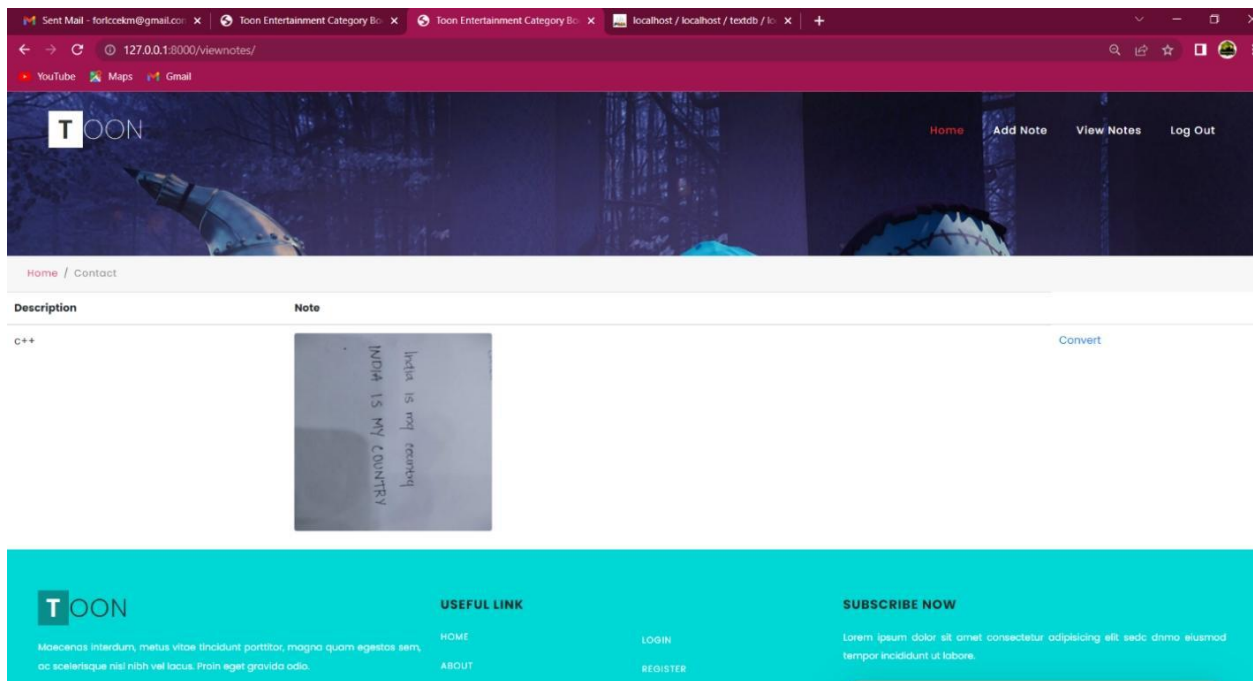 Sent Mail - forlccekm@gmail.con
Toon Entertainment Category Bo
Toon Entertainment Category Bo
localhost / localhost / textdb / lo
127.0.0.1:8000/viewnotes/
YouTube Maps Gmail
TOON
Home Add Note View Notes Log Out
Home / Contact
Description Note
c++ Convert
India is my country
INDIA IS MY COUNTRY
TOON
Maecenas interdum, metus vitae tincidunt porttitor, magna quam egestas sem,
ac scelerisque nisl nibh vel lacus. Proin eget gravida odio.
USEFUL LINK
HOME
ABOUT
LOGIN
REGISTER
SUBSCRIBE NOW
Lorem ipsum dolor sit amet consectetur adipisicing elit sedc dnmo eiusmod
tempor incididunt ut labore.